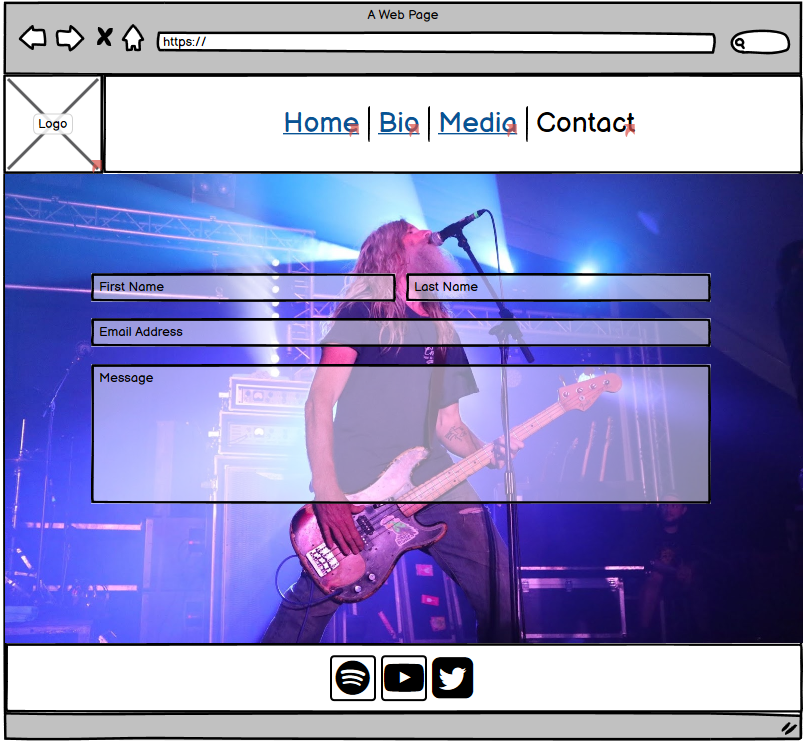 A Web Page
https://
Logo
Home | Bio | Media | Contact
First Name
Last Name
Email Address
Message